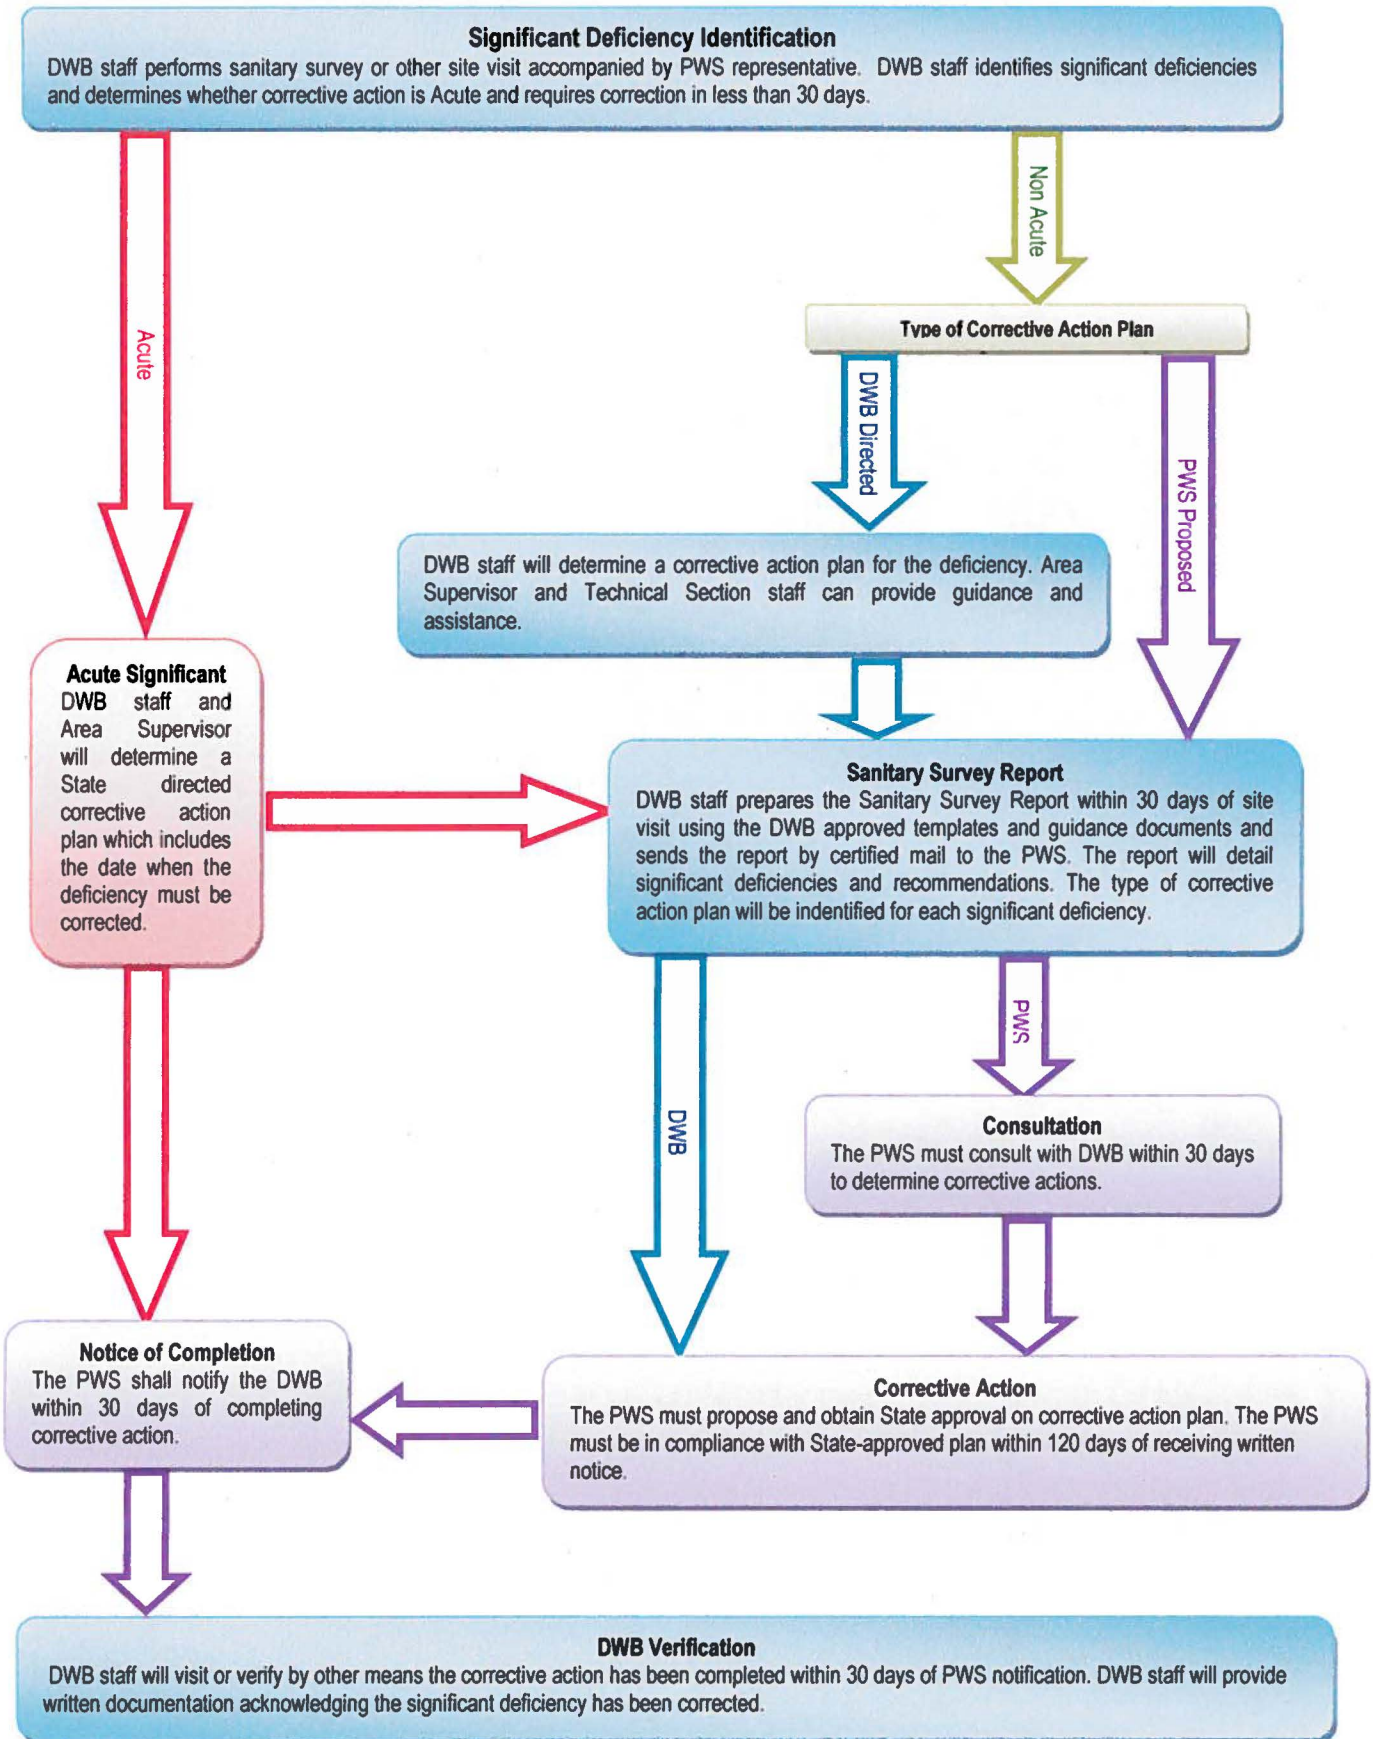 Significant Deficiency Identification
DWB staff performs sanitary survey or other site visit accompanied by PWS representative. DWB staff identifies significant deficiencies
and determines whether corrective action is Acute and requires correction in less than 30 days.
Acute
Non Acute
Type of Corrective Action Plan
DWB Directed
PWS Proposed
DWB staff will determine a corrective action plan for the deficiency. Area
Supervisor and Technical Section staff can provide guidance and
assistance.
Acute Significant
DWB staff and
Area Supervisor
will determine a
State directed
corrective action
plan which includes
the date when the
deficiency must be
corrected.
Sanitary Survey Report
DWB staff prepares the Sanitary Survey Report within 30 days of site
visit using the DWB approved templates and guidance documents and
sends the report by certified mail to the PWS. The report will detail
significant deficiencies and recommendations. The type of corrective
action plan will be indentified for each significant deficiency.
DWB
PWS
Consultation
The PWS must consult with DWB within 30 days
to determine corrective actions.
Notice of Completion
The PWS shall notify the DWB
within 30 days of completing
corrective action.
Corrective Action
The PWS must propose and obtain State approval on corrective action plan. The PWS
must be in compliance with State-approved plan within 120 days of receiving written
notice.
DWB Verification
DWB staff will visit or verify by other means the corrective action has been completed within 30 days of PWS notification. DWB staff will provide
written documentation acknowledging the significant deficiency has been corrected.